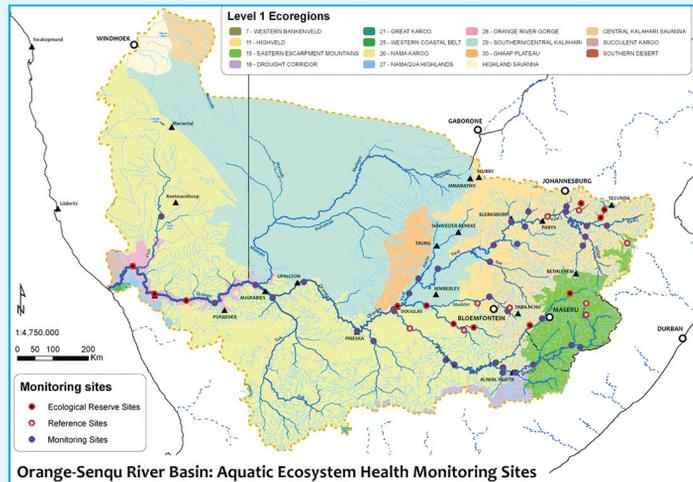 Level 1 Ecoregions
7 - WESTERN BANKENVELD
11 - HIGHVELD
15 - EASTERN ESCARPMENT MOUNTAINS
18 - DROUGHT CORRIDOR
21 - GREAT KAROO
25 - WESTERN COASTAL BELT
26 - NAMA KAROO
27 - NAMAQUA HIGHLANDS
28 - ORANGE RIVER GORGE
29 - SOUTHERN/CENTRAL KALAHARI
30 - GHAAP PLATEAU
HIGHLAND SAVANNA
CENTRAL KALAHARI SAVANNA
SUCCULENT KAROO
SOUTHERN DESERT
Swakopmund
WINDHOEK
GABORONE
Mariental
MMABATHO
JOHANNESBURG
SECUNDA
Keetmanshoop
Lüderitz
KLERKSDORP
PARYS
SCHWEIZER-RENEKE
TAUNG
Vaal
BETHLEHEM
UPINGTON
KIMBERLEY
AUGRABIES
Orange
POFADDER
DOUGLAS
Modder
TABA NCHU
BLOEMFONTEIN
MASERU
PRIESKA
DURBAN
ALIWAL NORTH
N
1:4,750,000
0 50 100 200
Km
Monitoring sites
Ecological Reserve Sites
Reference Sites
Monitoring Sites
Orange-Senqu River Basin: Aquatic Ecosystem Health Monitoring Sites